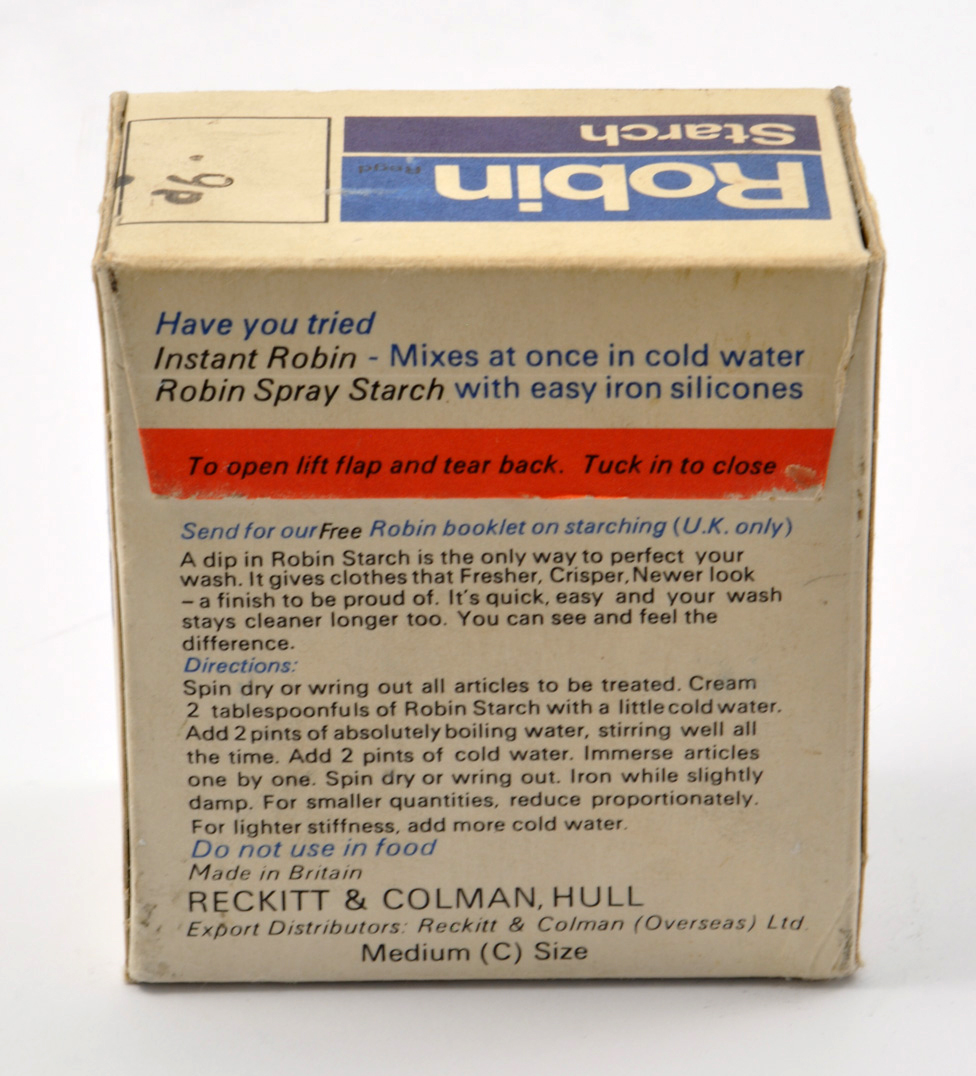 Robin Regd
Starch
9p.
Have you tried
Instant Robin - Mixes at once in cold water
Robin Spray Starch with easy iron silicones
To open lift flap and tear back. Tuck in to close
Send for our Free Robin booklet on starching (U.K. only)
A dip in Robin Starch is the only way to perfect your
wash. It gives clothes that Fresher, Crisper, Newer look
– a finish to be proud of. It's quick, easy and your wash
stays cleaner longer too. You can see and feel the
difference.
Directions:
Spin dry or wring out all articles to be treated. Cream
2 tablespoonfuls of Robin Starch with a little cold water.
Add 2 pints of absolutely boiling water, stirring well all
the time. Add 2 pints of cold water. Immerse articles
one by one. Spin dry or wring out. Iron while slightly
damp. For smaller quantities, reduce proportionately.
For lighter stiffness, add more cold water.
Do not use in food
Made in Britain
RECKITT & COLMAN, HULL
Export Distributors: Reckitt & Colman (Overseas) Ltd.
Medium (C) Size